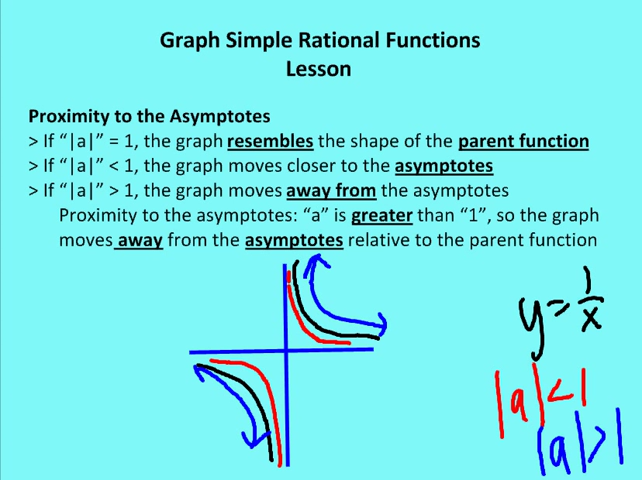 Graph Simple Rational Functions
Lesson
Proximity to the Asymptotes
> If “|a|” = 1, the graph resembles the shape of the parent function
> If “|a|” < 1, the graph moves closer to the asymptotes
> If “|a|” > 1, the graph moves away from the asymptotes
Proximity to the asymptotes: “a” is greater than “1”, so the graph
moves away from the asymptotes relative to the parent function
y = 1/x
|a| < 1
|a| > 1